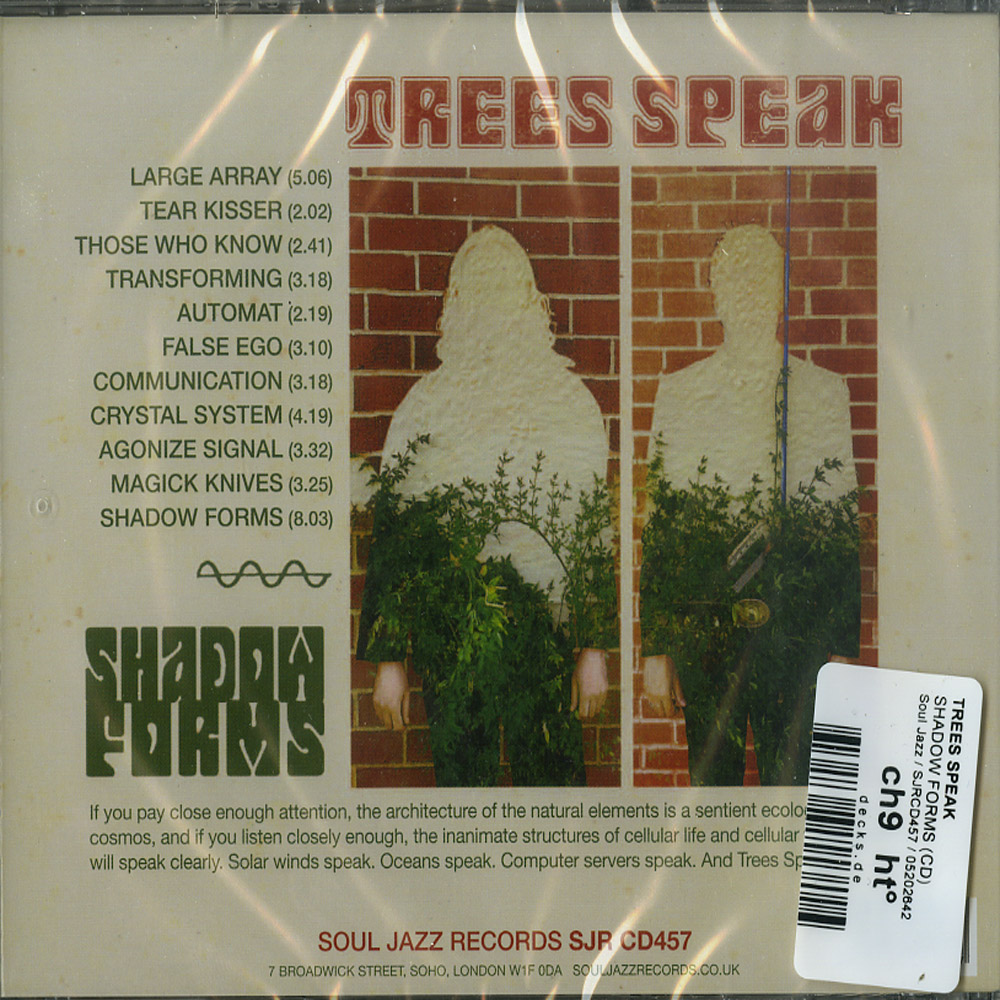 TREES SPEAK
LARGE ARRAY (5.06)
TEAR KISSER (2.02)
THOSE WHO KNOW (2.41)
TRANSFORMING (3.18)
AUTOMAT (2.19)
FALSE EGO (3.10)
COMMUNICATION (3.18)
CRYSTAL SYSTEM (4.19)
AGONIZE SIGNAL (3.32)
MAGICK KNIVES (3.25)
SHADOW FORMS (8.03)
SHADOW
FORMS
If you pay close enough attention, the architecture of the natural elements is a sentient
cosmos, and if you listen closely enough, the inanimate structures of cellular life and cellular
will speak clearly. Solar winds speak. Oceans speak. Computer servers speak. And Trees
SOUL JAZZ RECORDS SJR CD457
7 BROADWICK STREET, SOHO, LONDON W1F 0DA SOULJAZZRECORDS.CO.UK
TREES SPEAK
SHADOW FORMS (CD)
Soul Jazz / SJRCD457 / 05202642
ch9 ht°
decks.de